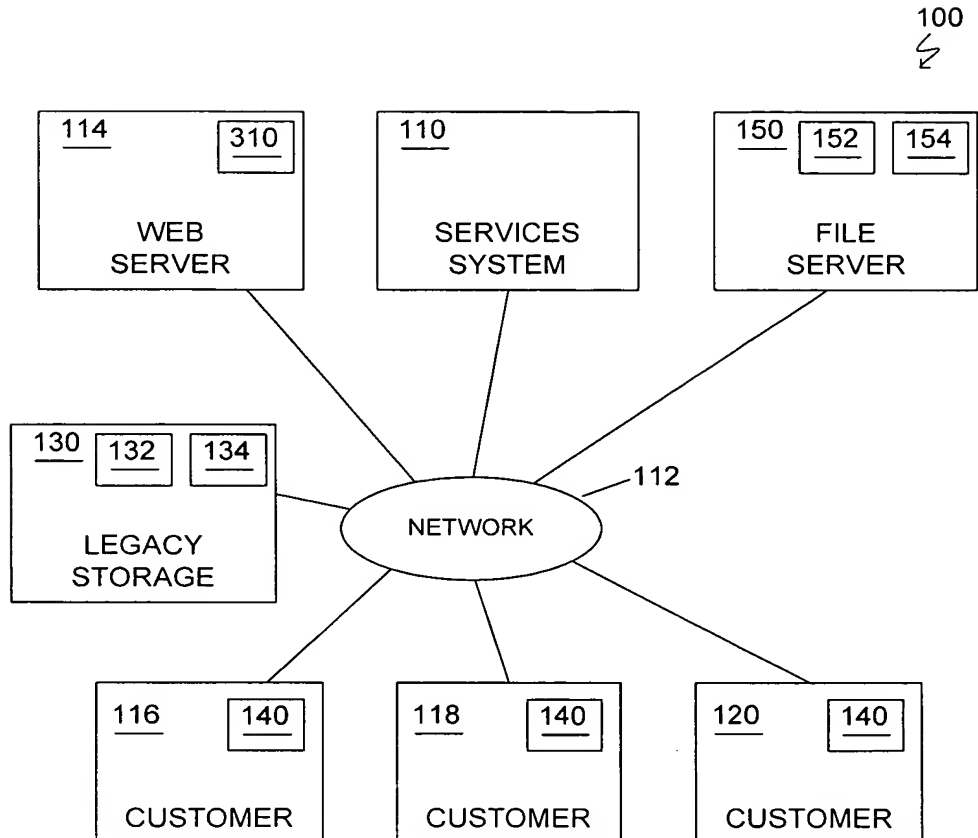 100
114 310
WEB
SERVER
110
SERVICES
SYSTEM
150 152 154
FILE
SERVER
130 132 134
LEGACY
STORAGE
NETWORK
112
116 140
CUSTOMER
118 140
CUSTOMER
120 140
CUSTOMER